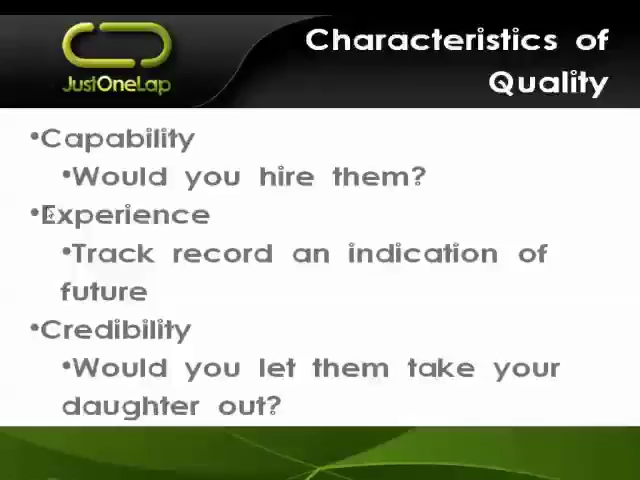 JustOneLap
Characteristics of
Quality
•Capability
•Would you hire them?
•Experience
•Track record an indication of
future
•Credibility
•Would you let them take your
daughter out?